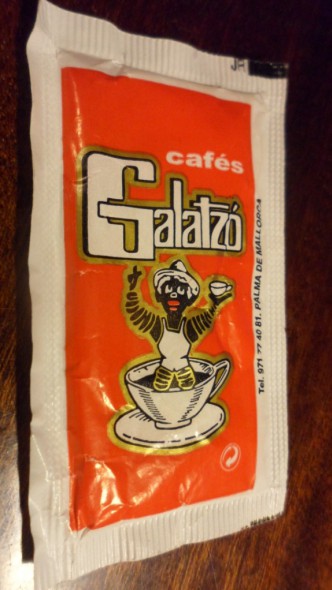 cafés
Galatzó
Tel. 971 77 40 81. PALMA DE MALLORCA